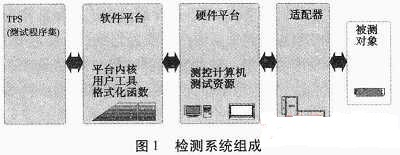 TPS
(测试程序集)
软件平台
平台内核
用户工具
格式化函数
硬件平台
测控计算机
测试资源
适配器
被测
对象
图1 检测系统组成